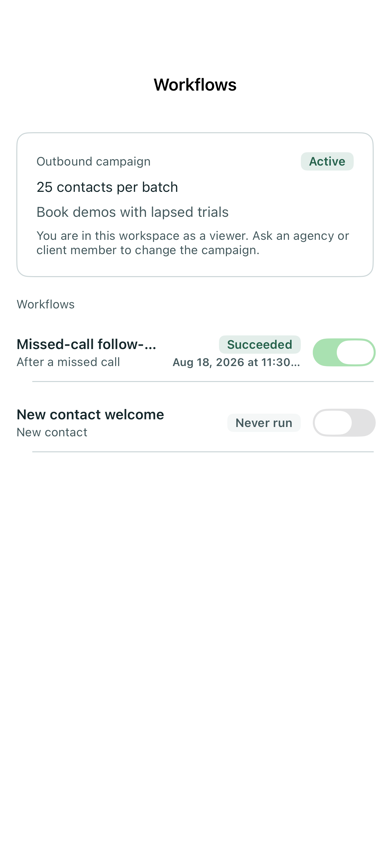 Workflows
Outbound campaign
Active
25 contacts per batch
Book demos with lapsed trials
You are in this workspace as a viewer. Ask an agency or
client member to change the campaign.
Workflows
Missed-call follow-...
Succeeded
After a missed call
Aug 18, 2026 at 11:30...
New contact welcome
Never run
New contact